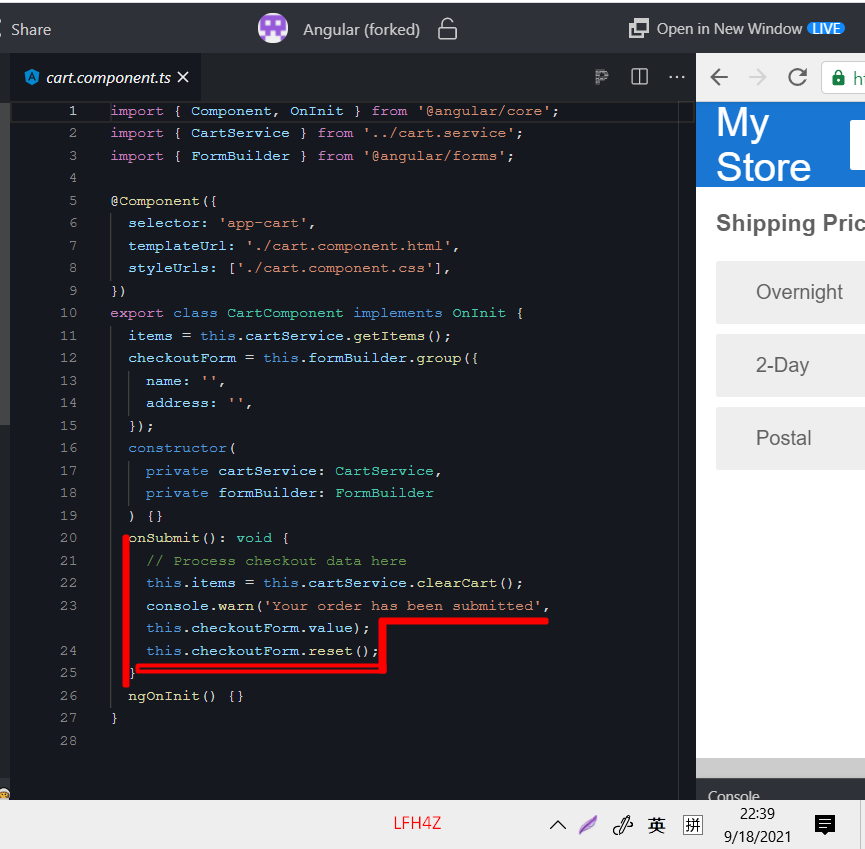 Share
Angular (forked)
Open in New Window LIVE
cart.component.ts
1 import { Component, OnInit } from '@angular/core';
2 import { CartService } from '../cart.service';
3 import { FormBuilder } from '@angular/forms';
4
5 @Component({
6 selector: 'app-cart',
7 templateUrl: './cart.component.html',
8 styleUrls: ['./cart.component.css'],
9 })
10 export class CartComponent implements OnInit {
11 items = this.cartService.getItems();
12 checkoutForm = this.formBuilder.group({
13 name: '',
14 address: '',
15 });
16 constructor(
17 private cartService: CartService,
18 private formBuilder: FormBuilder
19 ) {}
20 onSubmit(): void {
21 // Process checkout data here
22 this.items = this.cartService.clearCart();
23 console.warn('Your order has been submitted',
this.checkoutForm.value);
24 this.checkoutForm.reset();
25 }
26 ngOnInit() {}
27 }
28
My
Store
Shipping Pric
Overnight
2-Day
Postal
Console
LFH4Z
英
拼
22:39
9/18/2021